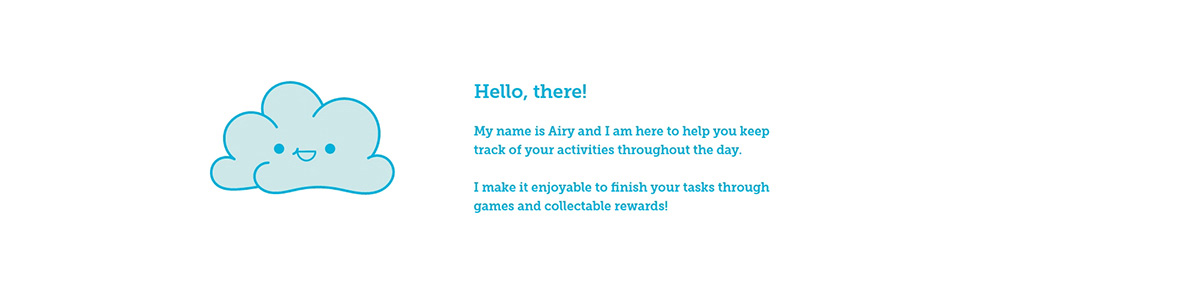 Hello, there!
My name is Airy and I am here to help you keep
track of your activities throughout the day.
I make it enjoyable to finish your tasks through
games and collectable rewards!